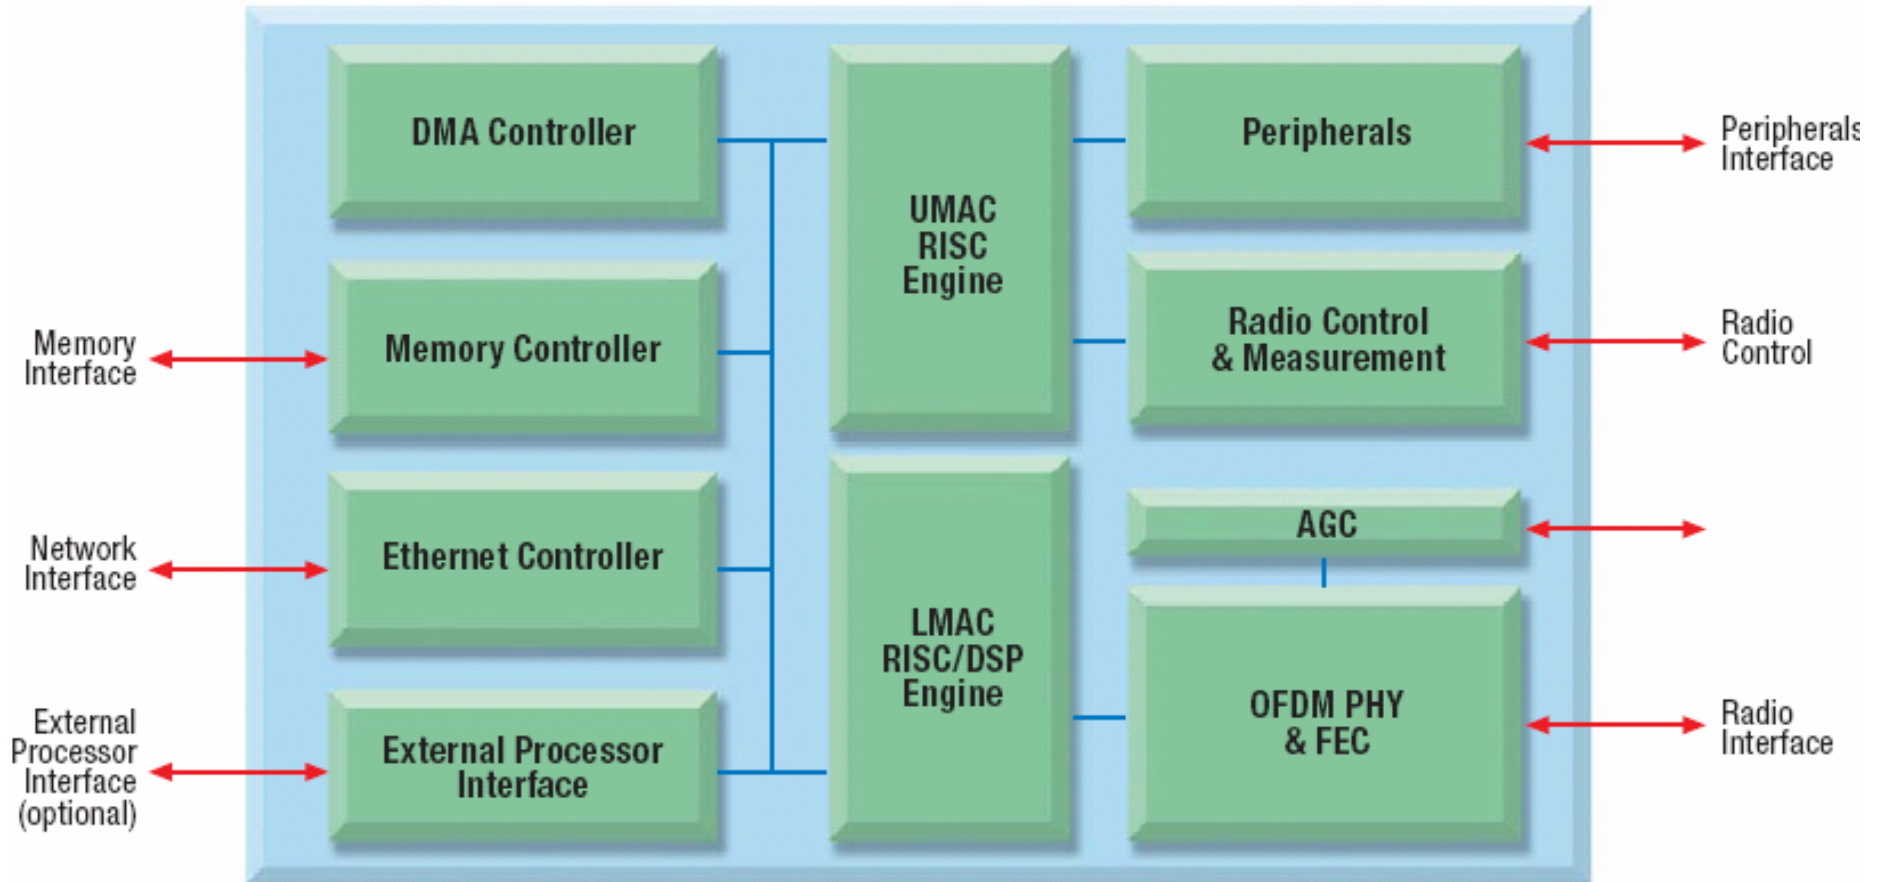 DMA Controller
Memory Controller
Ethernet Controller
External Processor
Interface
UMAC
RISC
Engine
LMAC
RISC/DSP
Engine
Peripherals
Radio Control
& Measurement
AGC
OFDM PHY
& FEC
Memory
Interface
Network
Interface
External
Processor
Interface
(optional)
Peripherals
Interface
Radio
Control
Radio
Interface